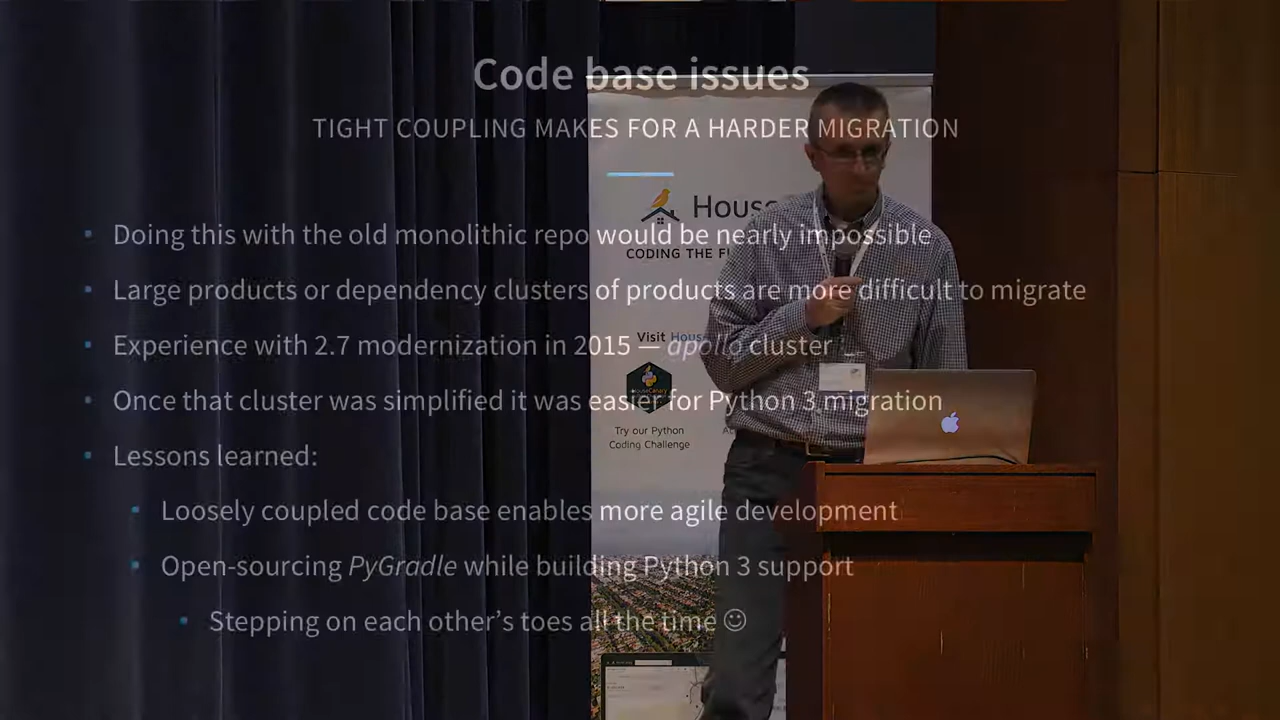 Code base issues
TIGHT COUPLING MAKES FOR A HARDER MIGRATION
House
CODING THE
Doing this with the old monolithic repo would be nearly impossible
Large products or dependency clusters of products are more difficult to migrate
Visit
Experience with 2.7 modernization in 2015 — apollo cluster
Once that cluster was simplified it was easier for Python 3 migration
Try our Python
Coding Challenge
Lessons learned:
Loosely coupled code base enables more agile development
Open-sourcing PyGradle while building Python 3 support
Stepping on each other's toes all the time ☺